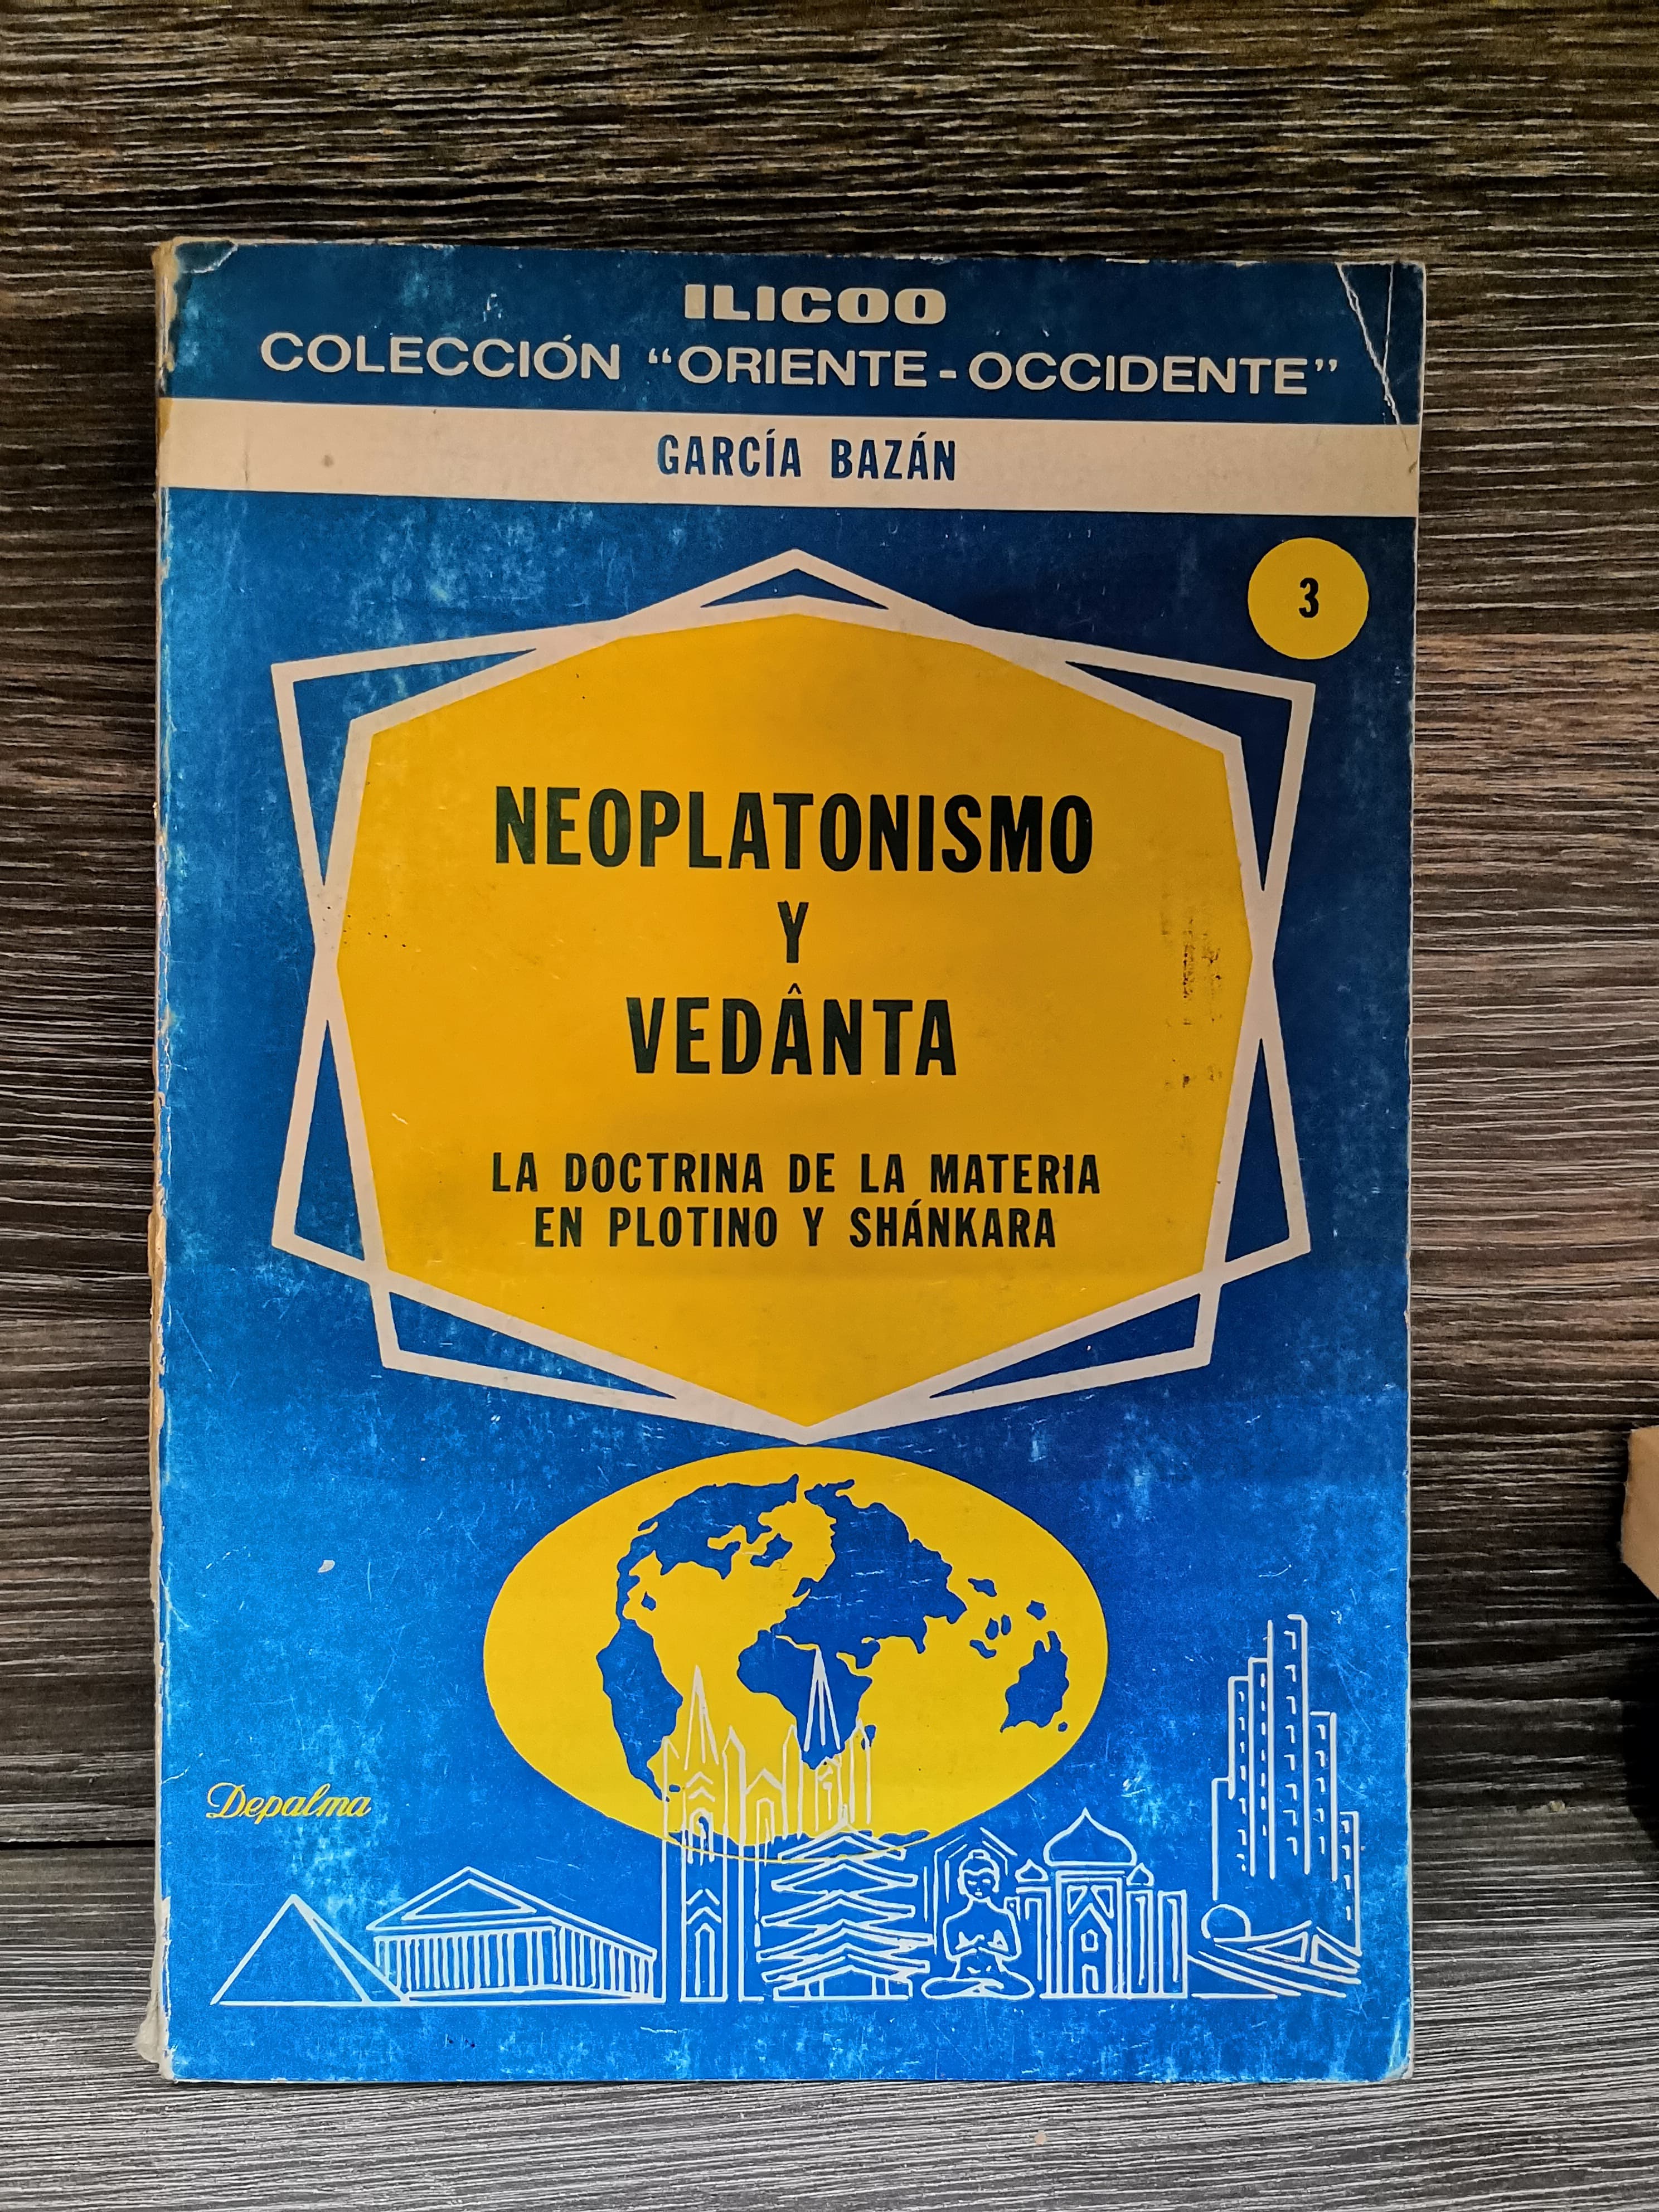 ILICOO
COLECCIÓN “ORIENTE - OCCIDENTE”
GARCÍA BAZÁN
3
NEOPLATONISMO
Y
VEDÂNTA
LA DOCTRINA DE LA MATERIA
EN PLOTINO Y SHÁNKARA
Depalma